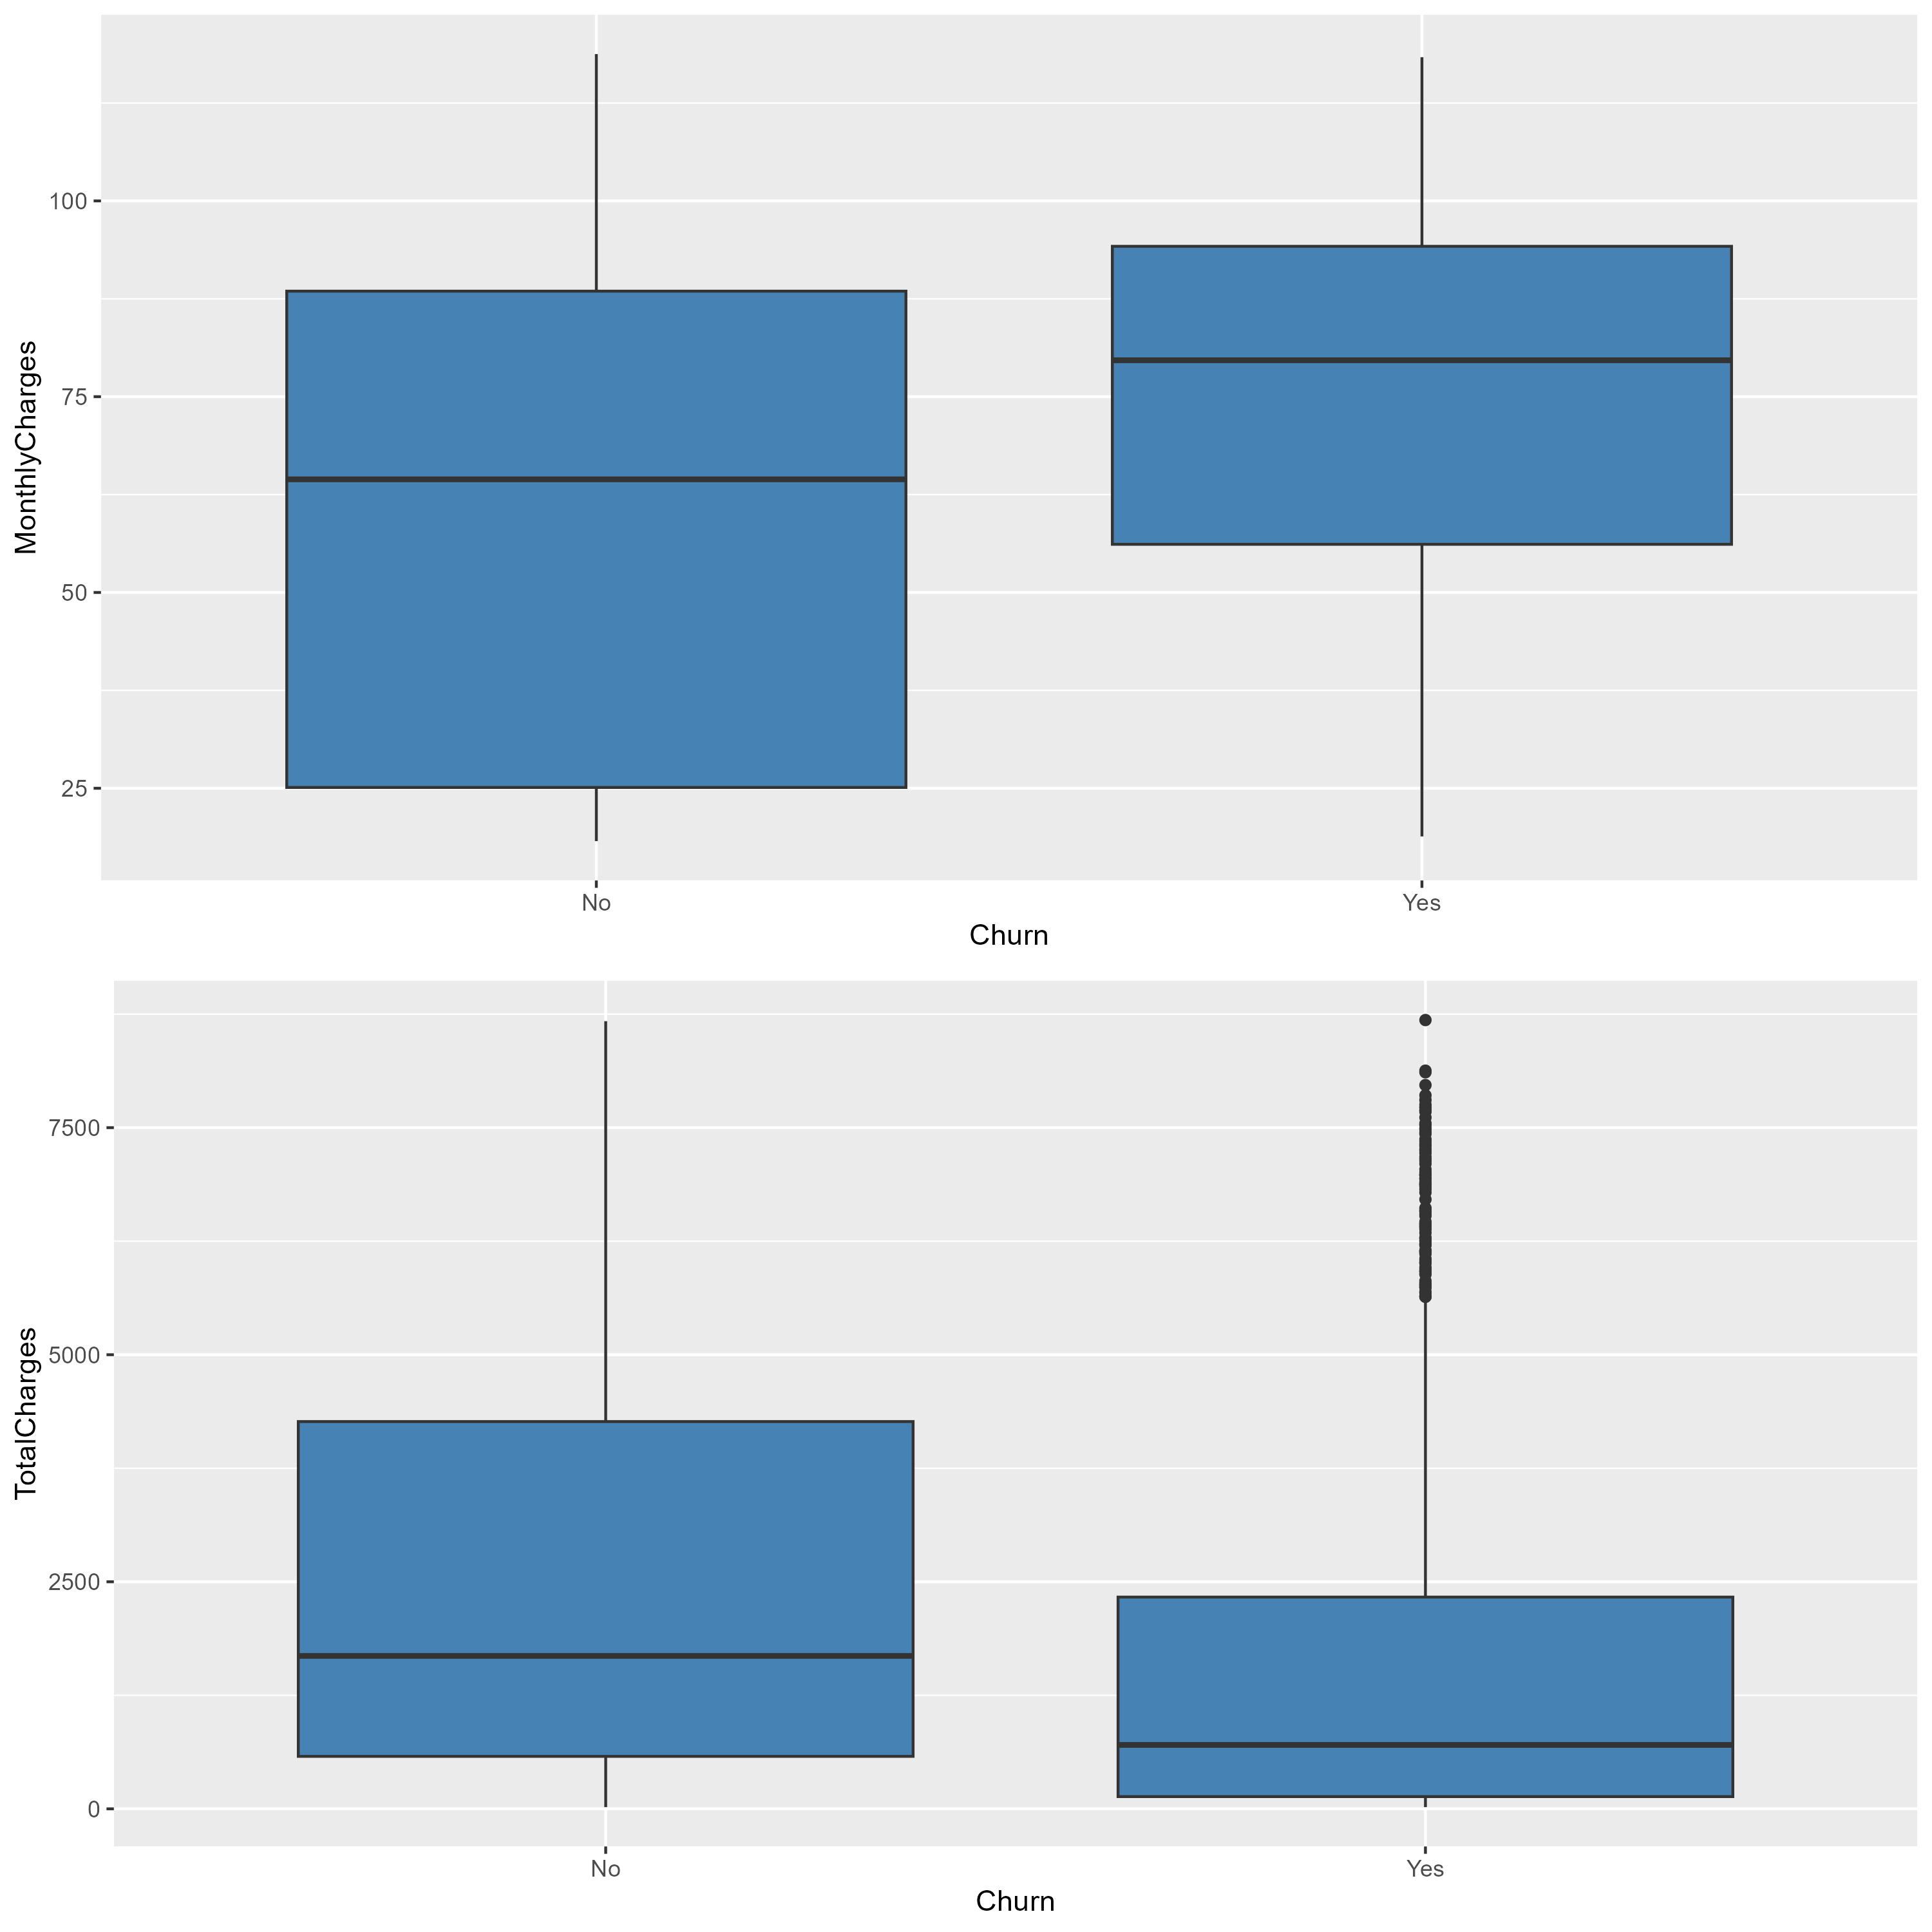 MonthlyCharges
100
75
50
25
No
Yes
Churn
TotalCharges
7500
5000
2500
0
No
Yes
Churn